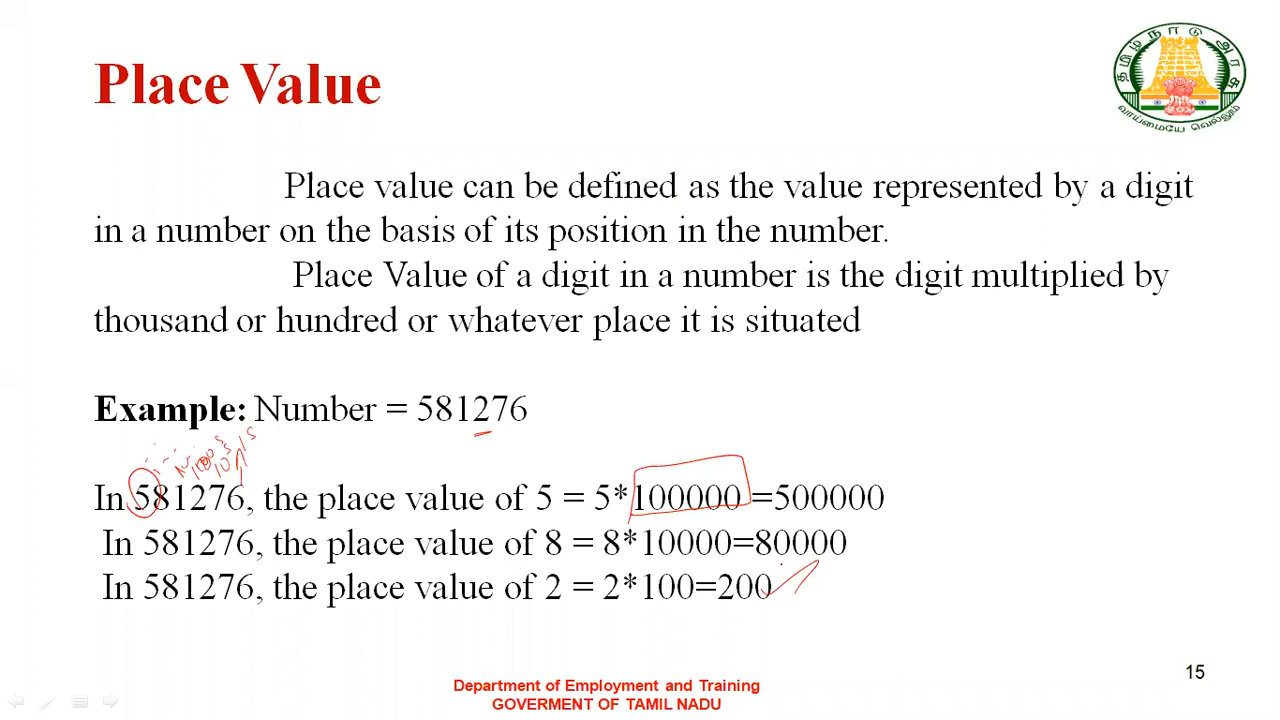 Place Value
தமிழ் நாடு அரசு
வாய்மையே வெல்லும்
Place value can be defined as the value represented by a digit
in a number on the basis of its position in the number.
Place Value of a digit in a number is the digit multiplied by
thousand or hundred or whatever place it is situated
Example: Number = 581276
In 581276, the place value of 5 = 5*100000 =500000
In 581276, the place value of 8 = 8*10000=80000
In 581276, the place value of 2 = 2*100=200
15
Department of Employment and Training
GOVERMENT OF TAMIL NADU